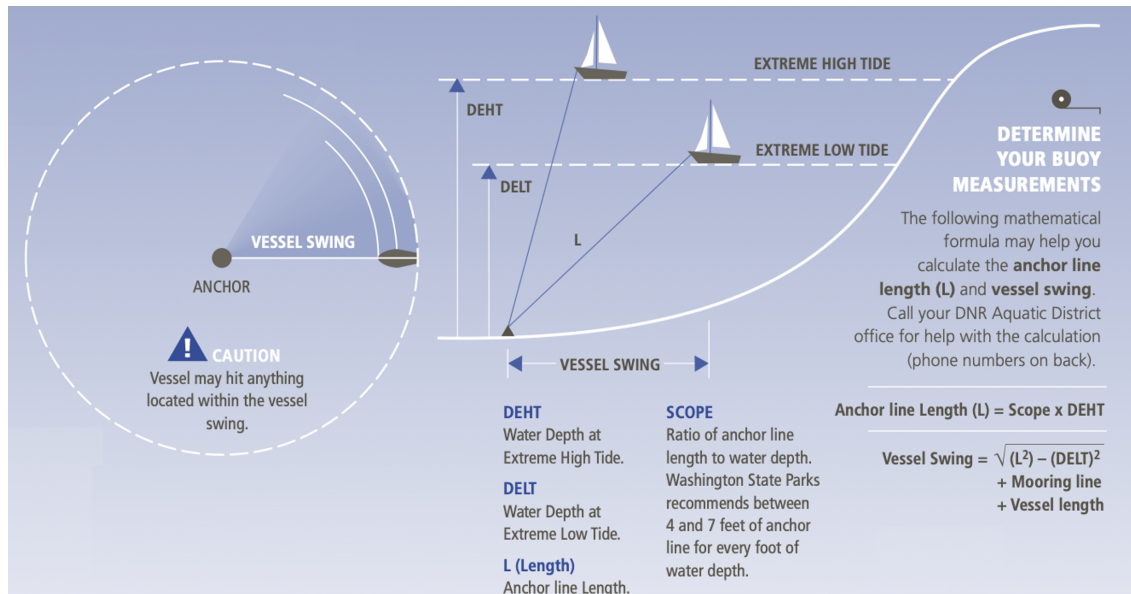 EXTREME HIGH TIDE
DEHT
EXTREME LOW TIDE
DELT
L
VESSEL SWING
ANCHOR
! CAUTION
Vessel may hit anything
located within the vessel
swing.
VESSEL SWING
DEHT
Water Depth at
Extreme High Tide.
DELT
Water Depth at
Extreme Low Tide.
L (Length)
Anchor line Length.
SCOPE
Ratio of anchor line
length to water depth.
Washington State Parks
recommends between
4 and 7 feet of anchor
line for every foot of
water depth.
DETERMINE
YOUR BUOY
MEASUREMENTS
The following mathematical
formula may help you
calculate the anchor line
length (L) and vessel swing.
Call your DNR Aquatic District
office for help with the calculation
(phone numbers on back).
Anchor line Length (L) = Scope x DEHT
Vessel Swing = √(L²) – (DELT)²
+ Mooring line
+ Vessel length